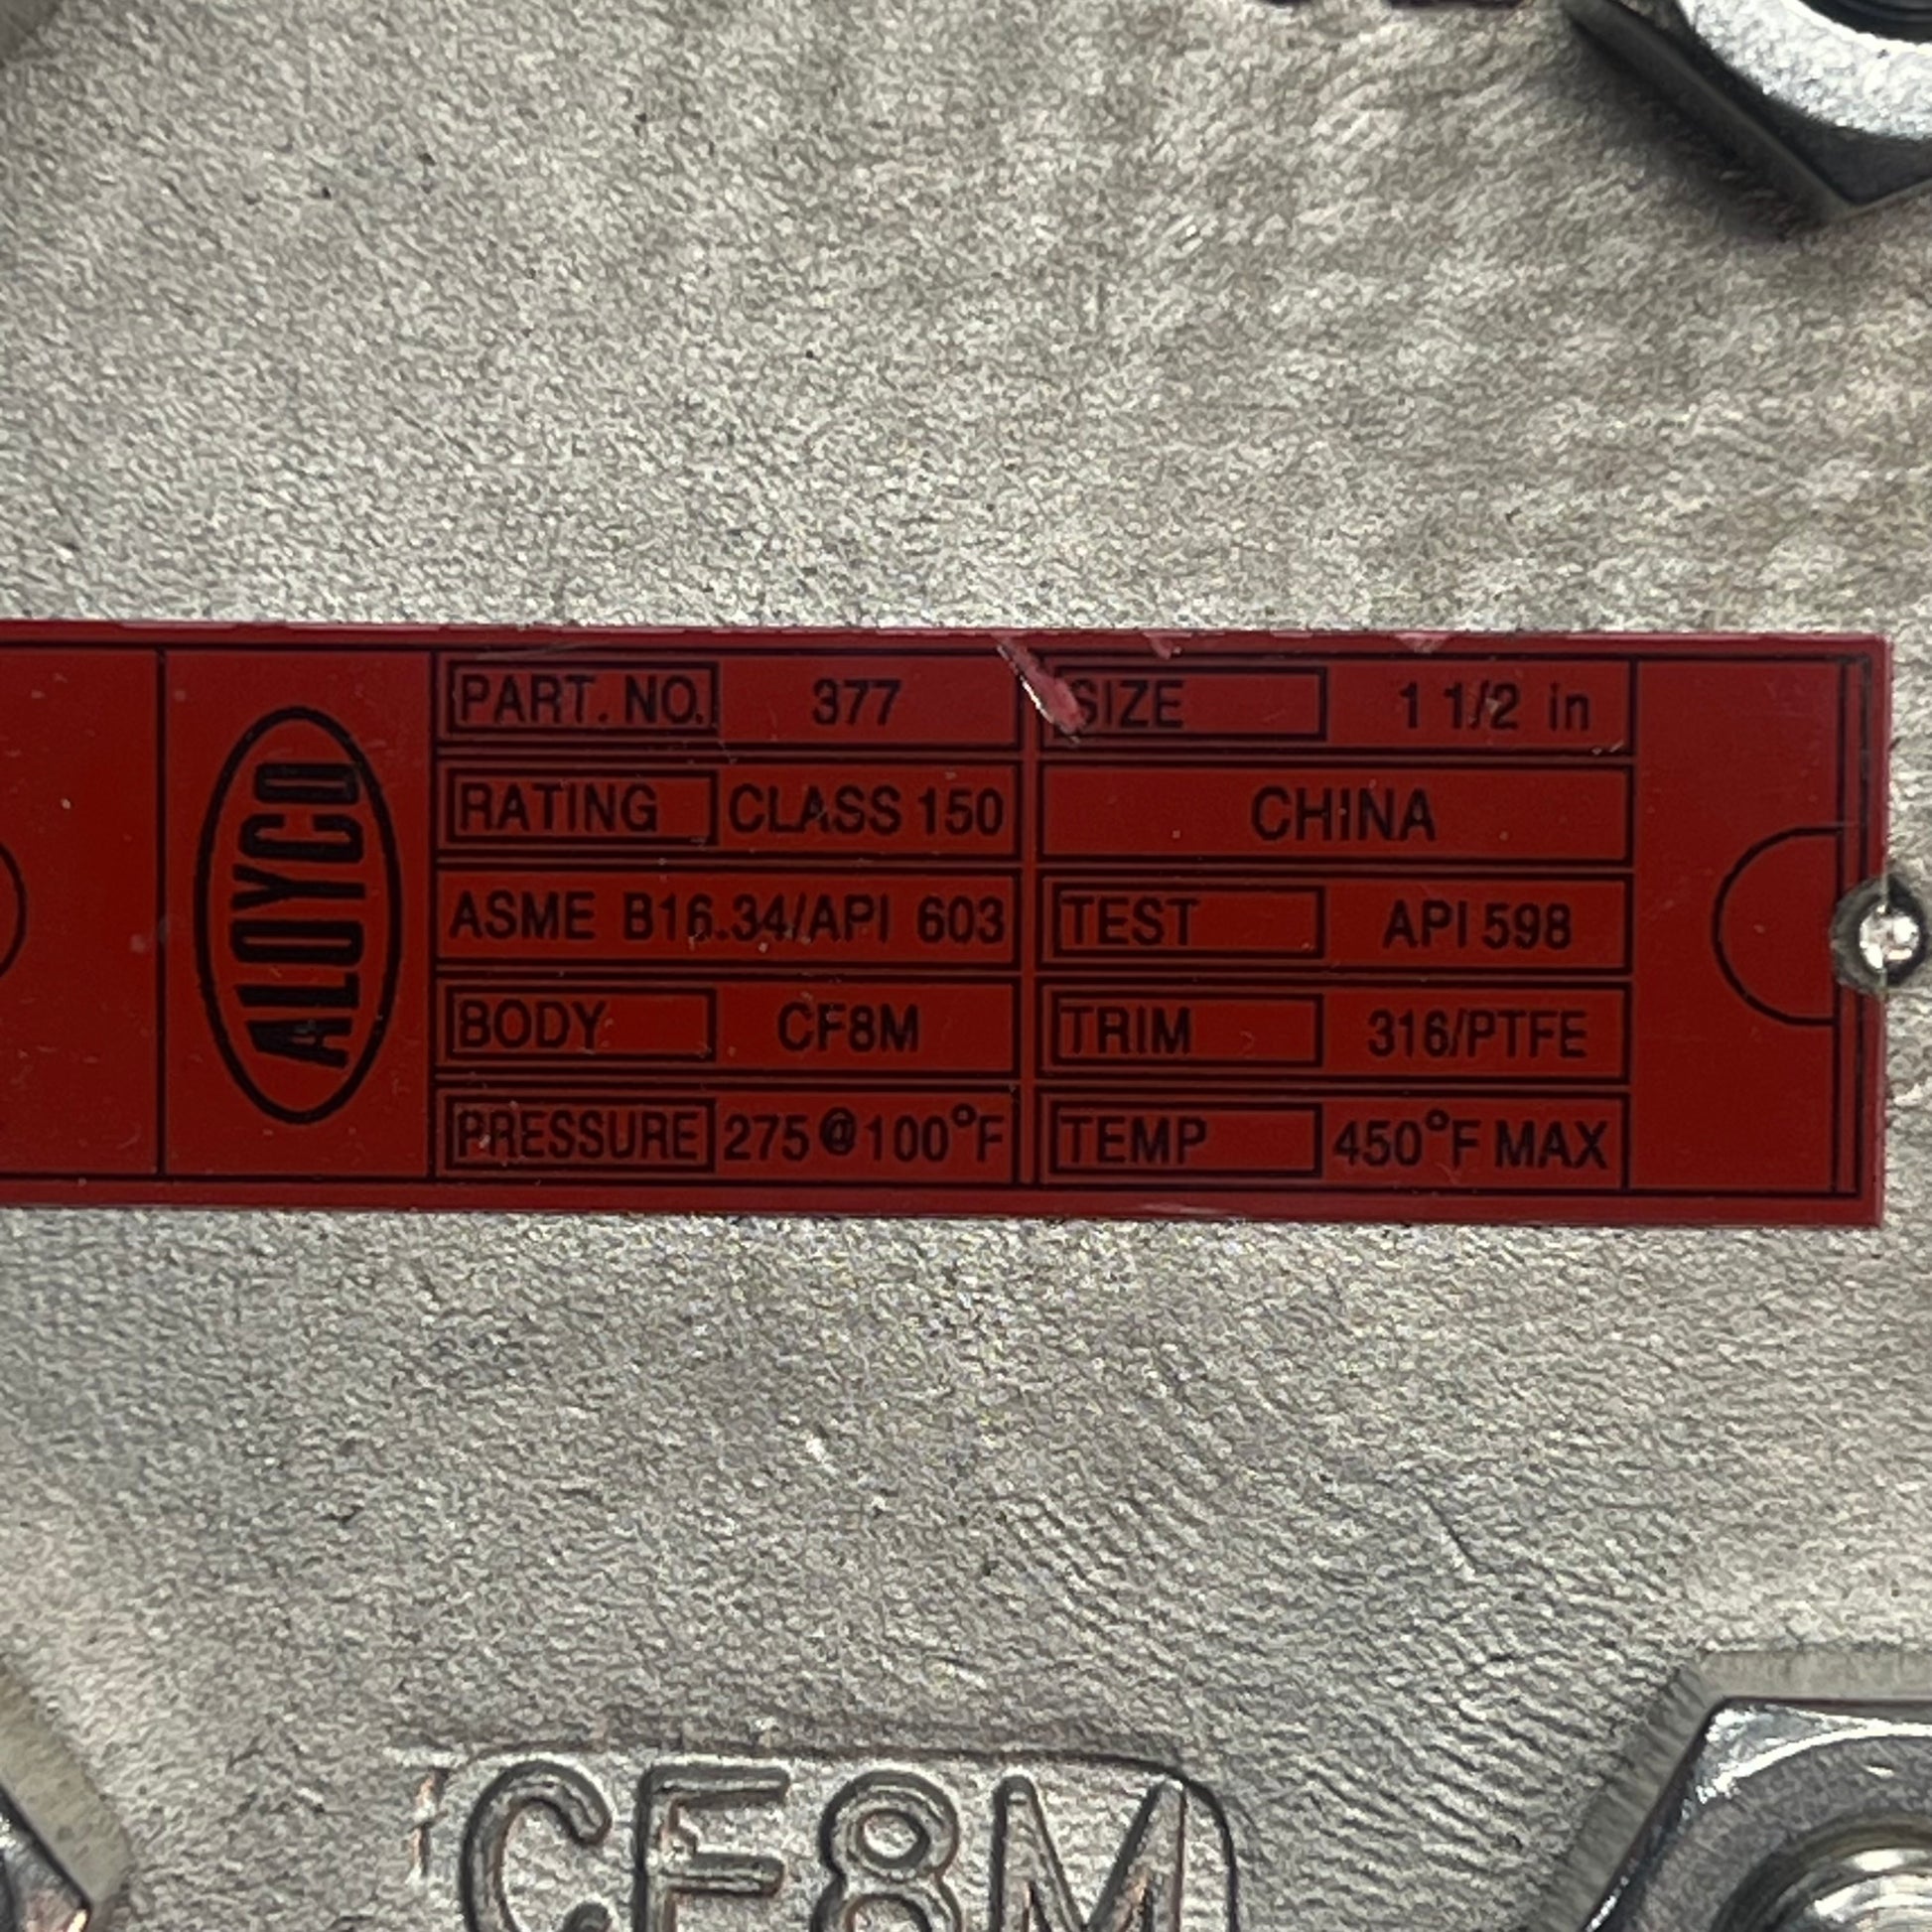 ALOYCO
PART. NO. 377 SIZE 1 1/2 in
RATING CLASS 150 CHINA
ASME B16.34/API 603 TEST API 598
BODY CF8M TRIM 316/PTFE
PRESSURE 275@100°F TEMP 450°F MAX
CF8M